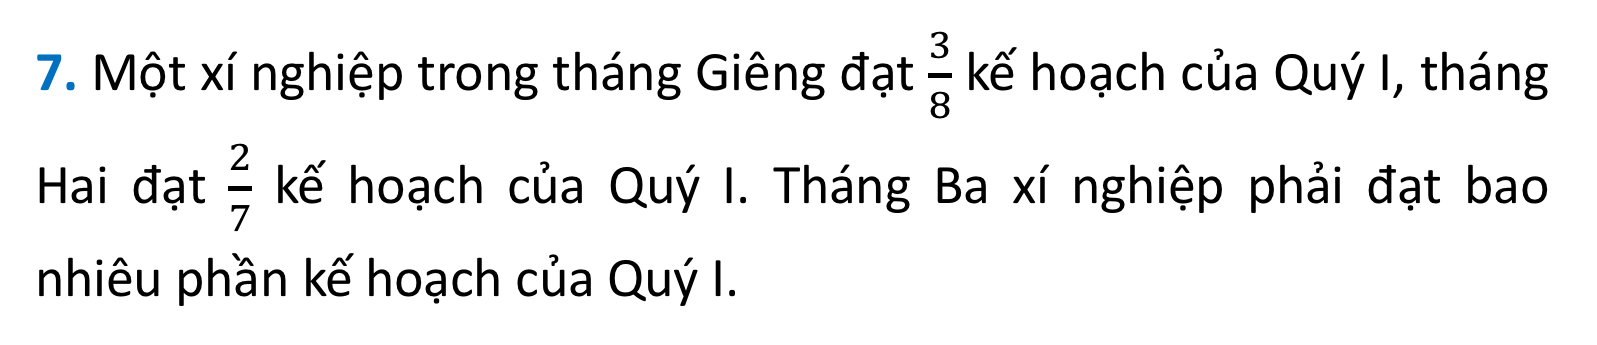 7. Một xí nghiệp trong tháng Giêng đạt 3/8 kế hoạch của Quý I, tháng
Hai đạt 2/7 kế hoạch của Quý I. Tháng Ba xí nghiệp phải đạt bao
nhiêu phần kế hoạch của Quý I.